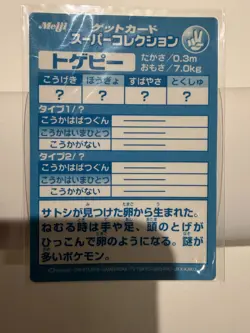 Meiji
ゲットカード
スーパーコレクション
トゲピー
たかさ/0.3m
おもさ/7.0kg
こうげき ぼうぎょ すばやさ とくしゅ
? ? ? ?
タイプ1/?
こうかはばつぐん
こうかはいまひとつ
こうかがない
タイプ2/?
こうかはばつぐん
こうかはいまひとつ
こうかがない
サトシが見つけた卵から生まれた。
ねむる時は手や足、頭のとげが
ひっこんで卵のようになる。謎が
多いポケモン。